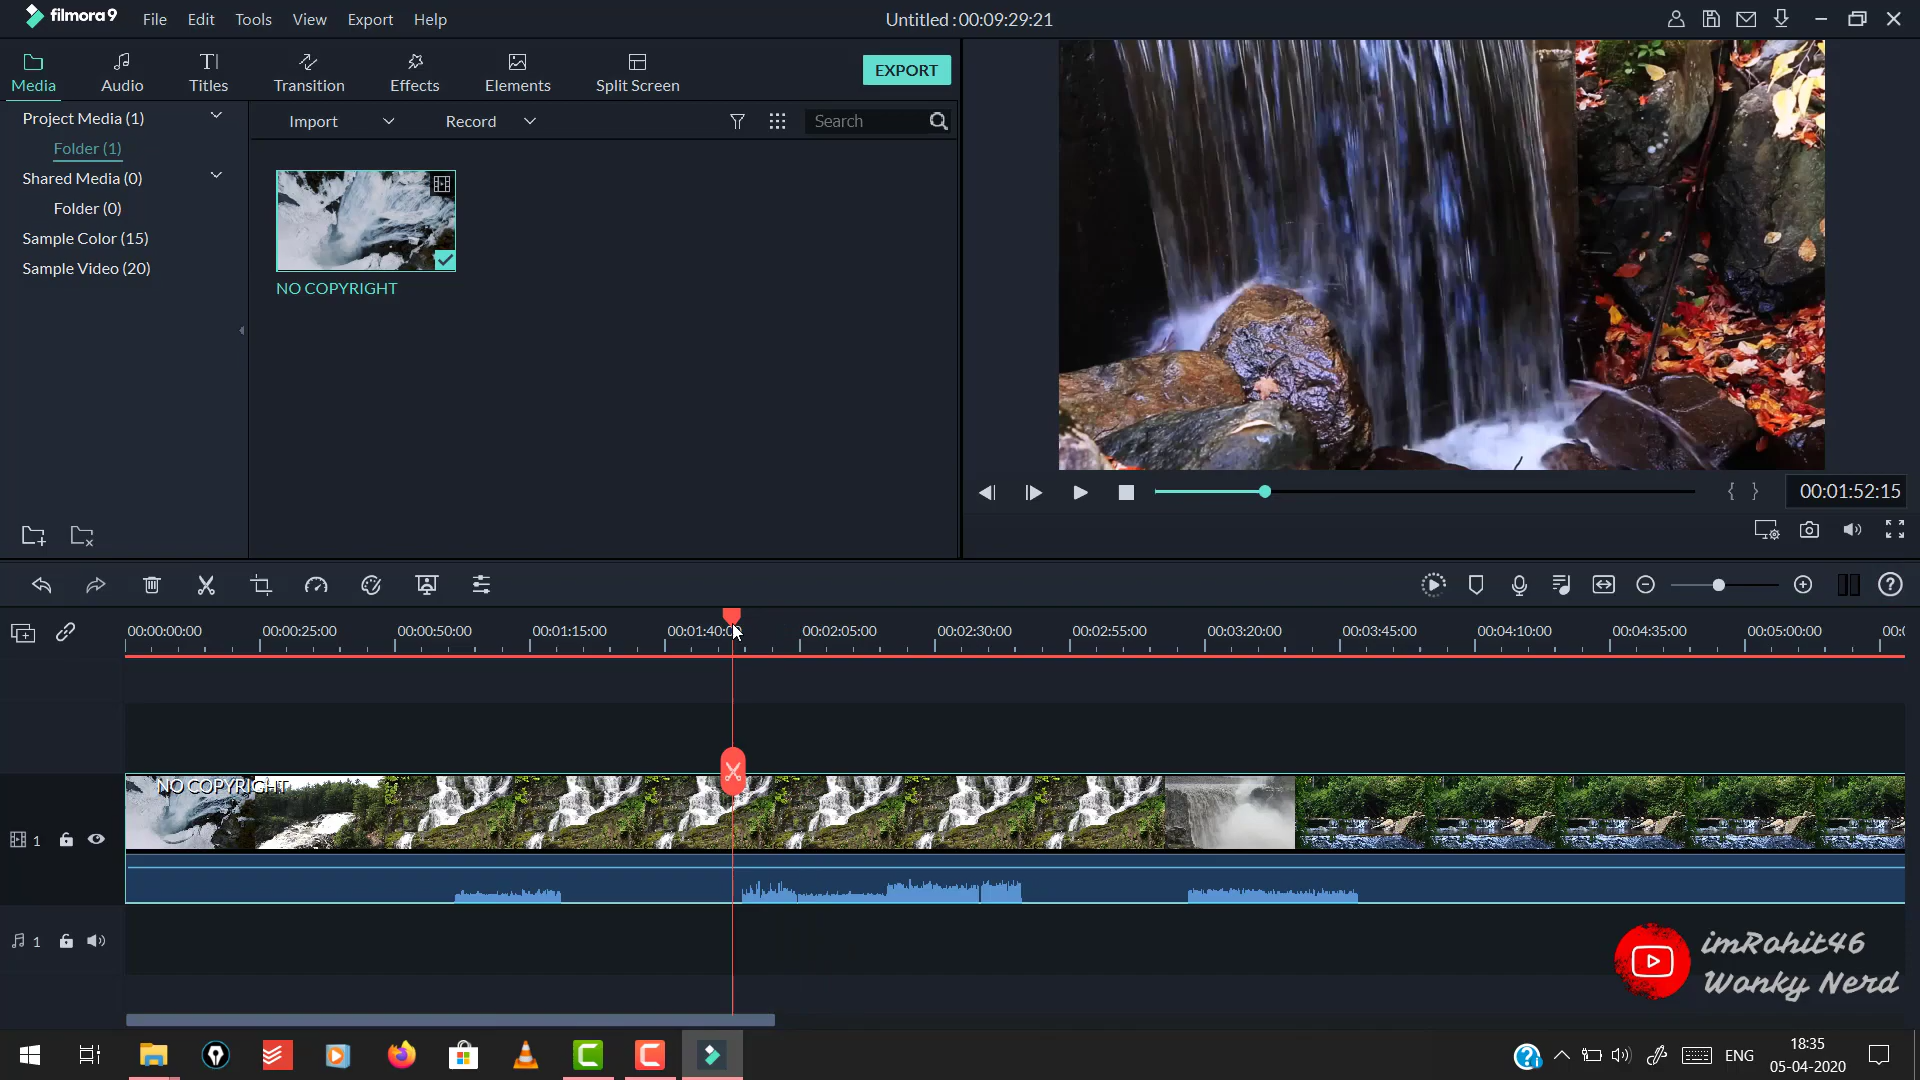 filmora9 File Edit Tools View Export Help Untitled : 00:09:29:21
Media Audio Titles Transition Effects Elements Split Screen EXPORT
Project Media (1)
Folder (1)
Shared Media (0)
Folder (0)
Sample Color (15)
Sample Video (20)
Import Record Search
NO COPYRIGHT
00:01:52:15
00:00:00:00 00:00:25:00 00:00:50:00 00:01:15:00 00:01:40:00 00:02:05:00 00:02:30:00 00:02:55:00 00:03:20:00 00:03:45:00 00:04:10:00 00:04:35:00 00:05:00:00
NO COPYRIGHT
1
1
imRohit46
Wonky Nerd
ENG
18:35
05-04-2020